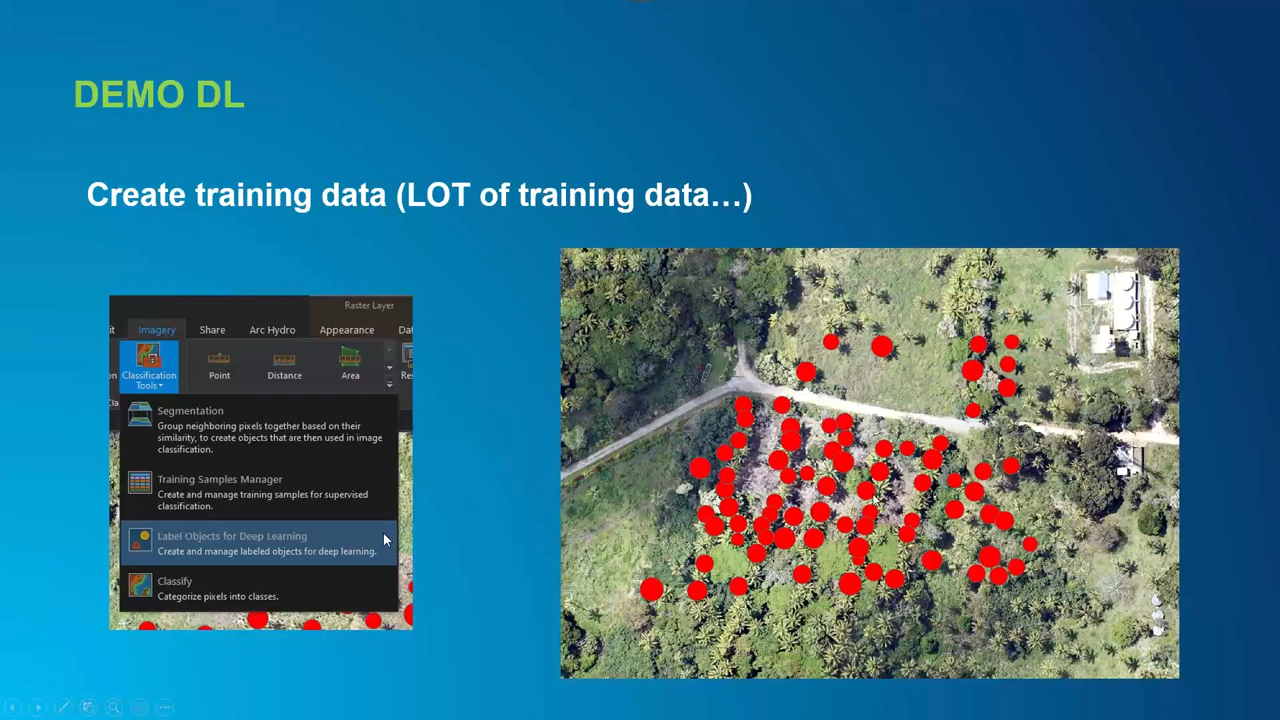 DEMO DL
Create training data (LOT of training data…)
Raster Layer
Imagery
Share
Arc Hydro
Appearance
Classification
Tools
Point
Distance
Area
Segmentation
Group neighboring pixels together based on their
similarity, to create objects that are then used in image
classification.
Training Samples Manager
Create and manage training samples for supervised
classification.
Label Objects for Deep Learning
Create and manage labeled objects for deep learning.
Classify
Categorize pixels into classes.